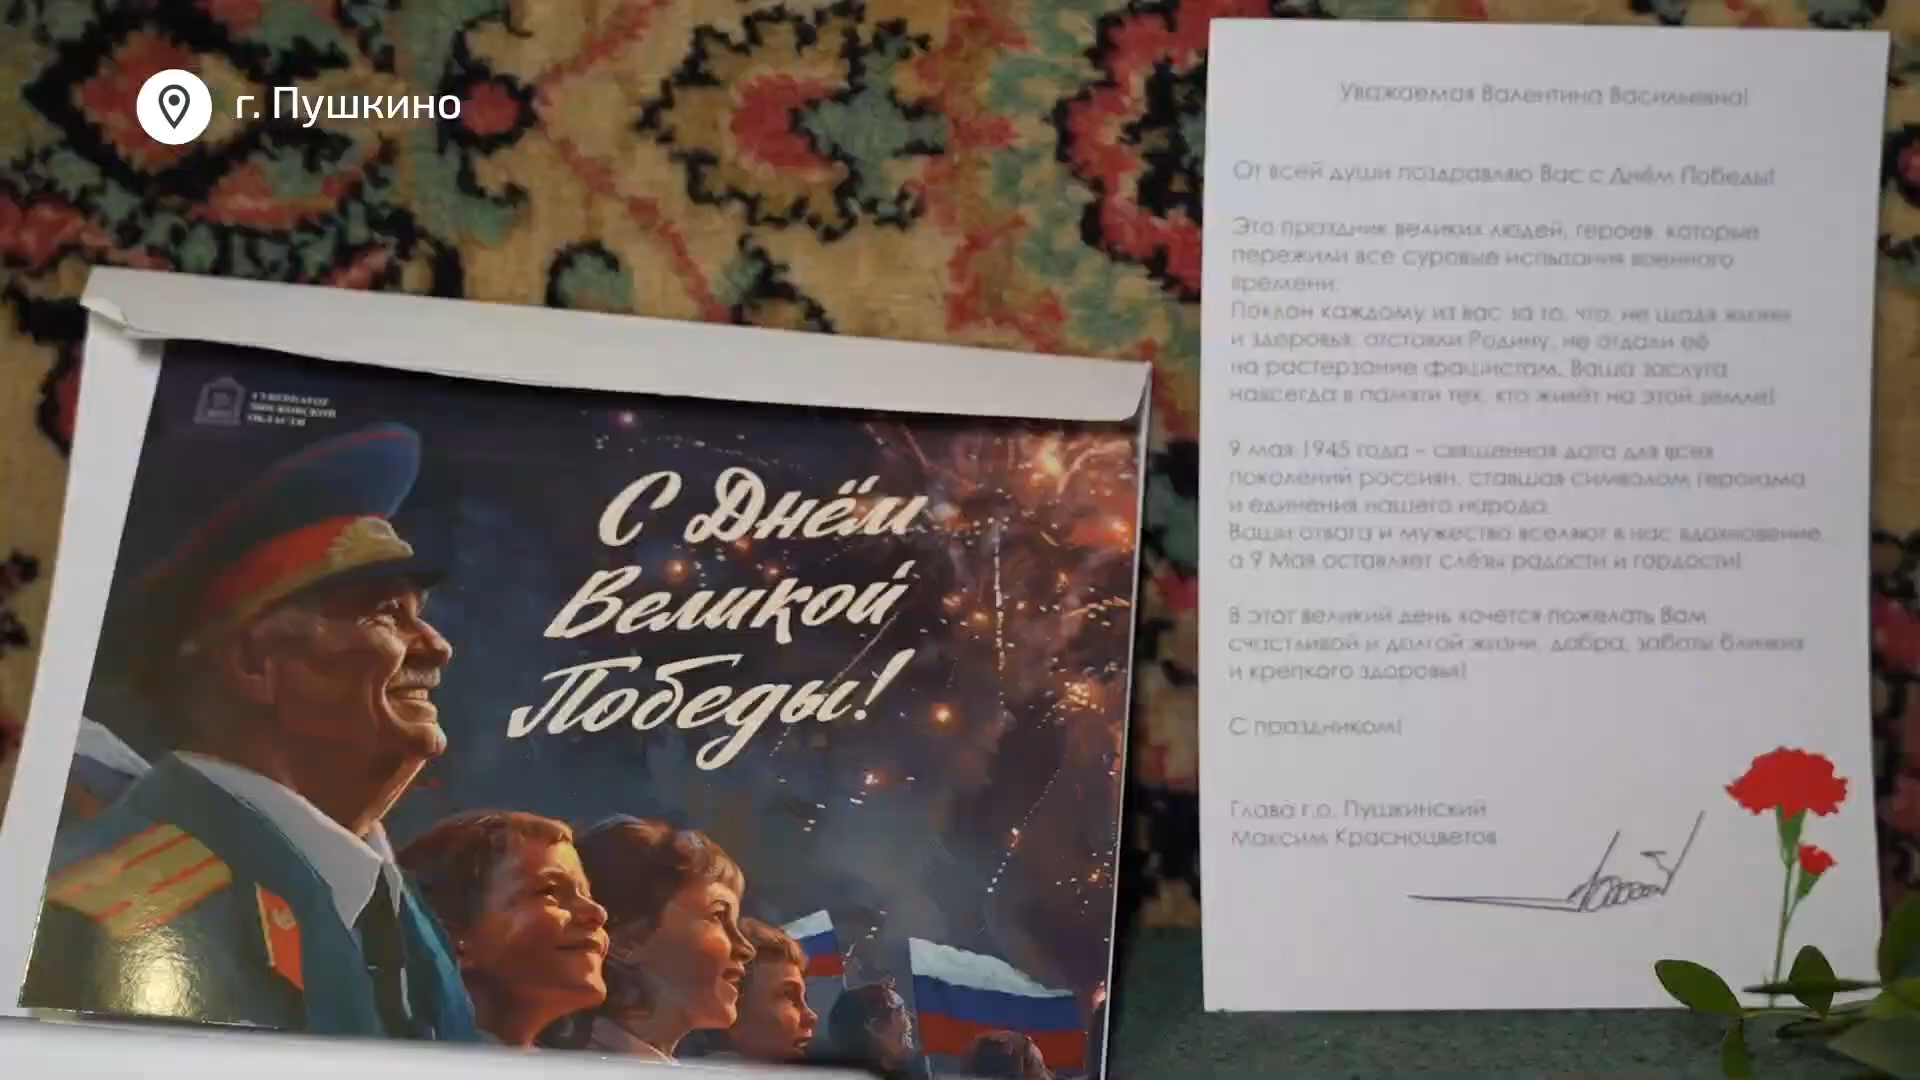 г. Пушкино
ГУБЕРНАТОР
МОСКОВСКОЙ
ОБЛАСТИ
С Днём
Великой
Победы!
Уважаемая Валентина Васильевна!
От всей души поздравляю Вас с Днём Победы!
Это праздник великих людей, героев, которые
пережили все суровые испытания военного
времени.
Поклон каждому из вас за то, что, не щадя жизни
и здоровья, отстояли Родину, не отдали её
на растерзание фашистам. Ваша заслуга
навсегда в памяти тех, кто живёт на этой земле!
9 мая 1945 года – священная дата для всех
поколений россиян, ставшая символом героизма
и единения нашего народа.
Ваши отвага и мужество вселяют в нас вдохновение,
а 9 Мая оставляет слёзы радости и гордости!
В этот великий день хочется пожелать Вам
счастливой и долгой жизни, добра, заботы близких
и крепкого здоровья!
С праздником!
Глава г.о. Пушкинский
Максим Красноцветов